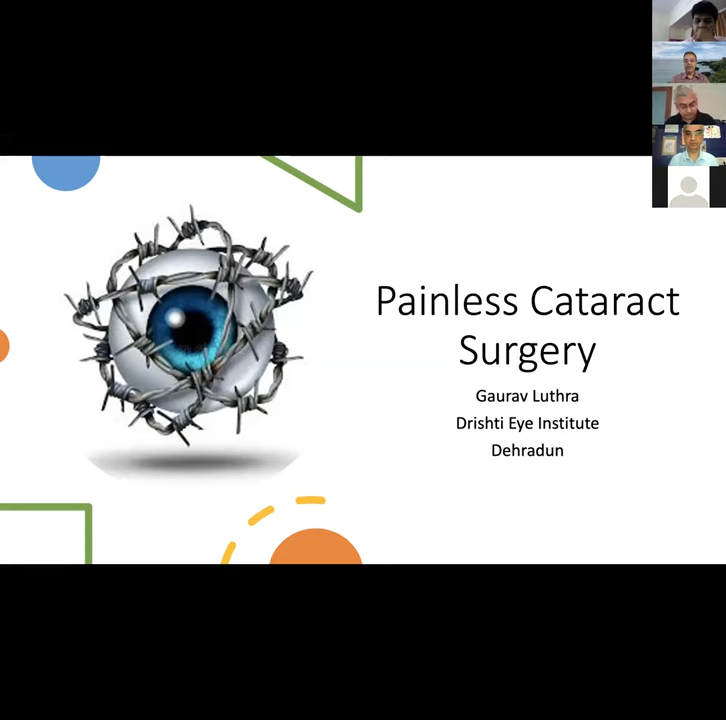 Painless Cataract
Surgery
Gaurav Luthra
Drishti Eye Institute
Dehradun